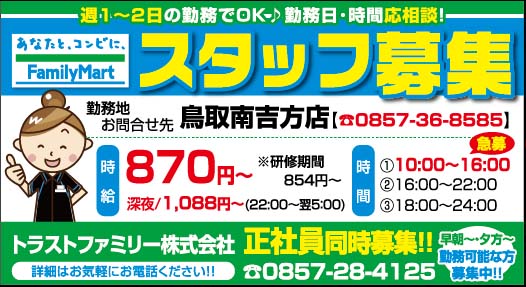 週1～2日の勤務でOK♪勤務日・時間応相談!
あなたと、コンビに、
FamilyMart
スタッフ募集
勤務地
お問合せ先
鳥取南吉方店【☎0857-36-8585】
時給
870円～
※研修期間
854円～
深夜/1,088円～(22:00～翌5:00)
時間
急募
①10:00～16:00
②16:00～22:00
③18:00～24:00
トラストファミリー株式会社 正社員同時募集!!
詳細はお気軽にお電話ください!! ☎0857-28-4125
早朝～・夕方～
勤務可能な方
募集中!!